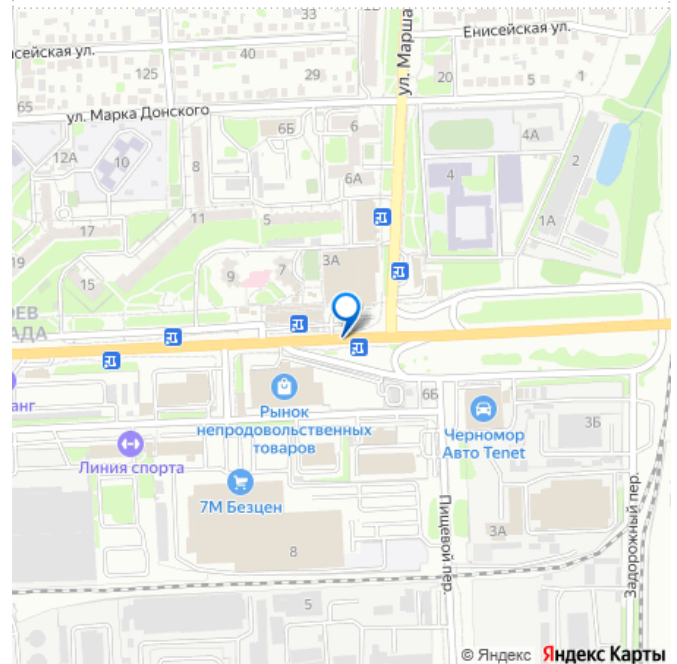 33
Енисейская ул.
исейская ул.
40
125
29
ул. Марша
20
5
1
65
ул. Марка Донского
6Б
6
4А
12А
10
8
6А
4
2
17
11
5
1А
19
9
7
3А
15
ОЕВ
АДА
анг
Рынок
непродовольственных
товаров
6Б
Черномор
Авто Tenet
3Б
Линия спорта
7М Безцен
8
Пищевой пер.
3А
Задорожный пер.
5
© Яндекс Яндекс Карты